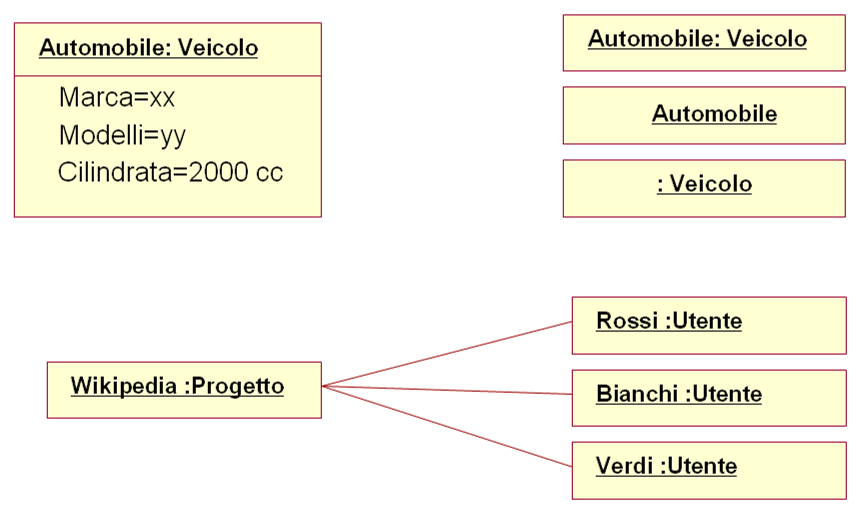 Automobile: Veicolo
Marca=xx
Modelli=yy
Cilindrata=2000 cc
Automobile: Veicolo
Automobile
: Veicolo
Wikipedia :Progetto
Rossi :Utente
Bianchi :Utente
Verdi :Utente